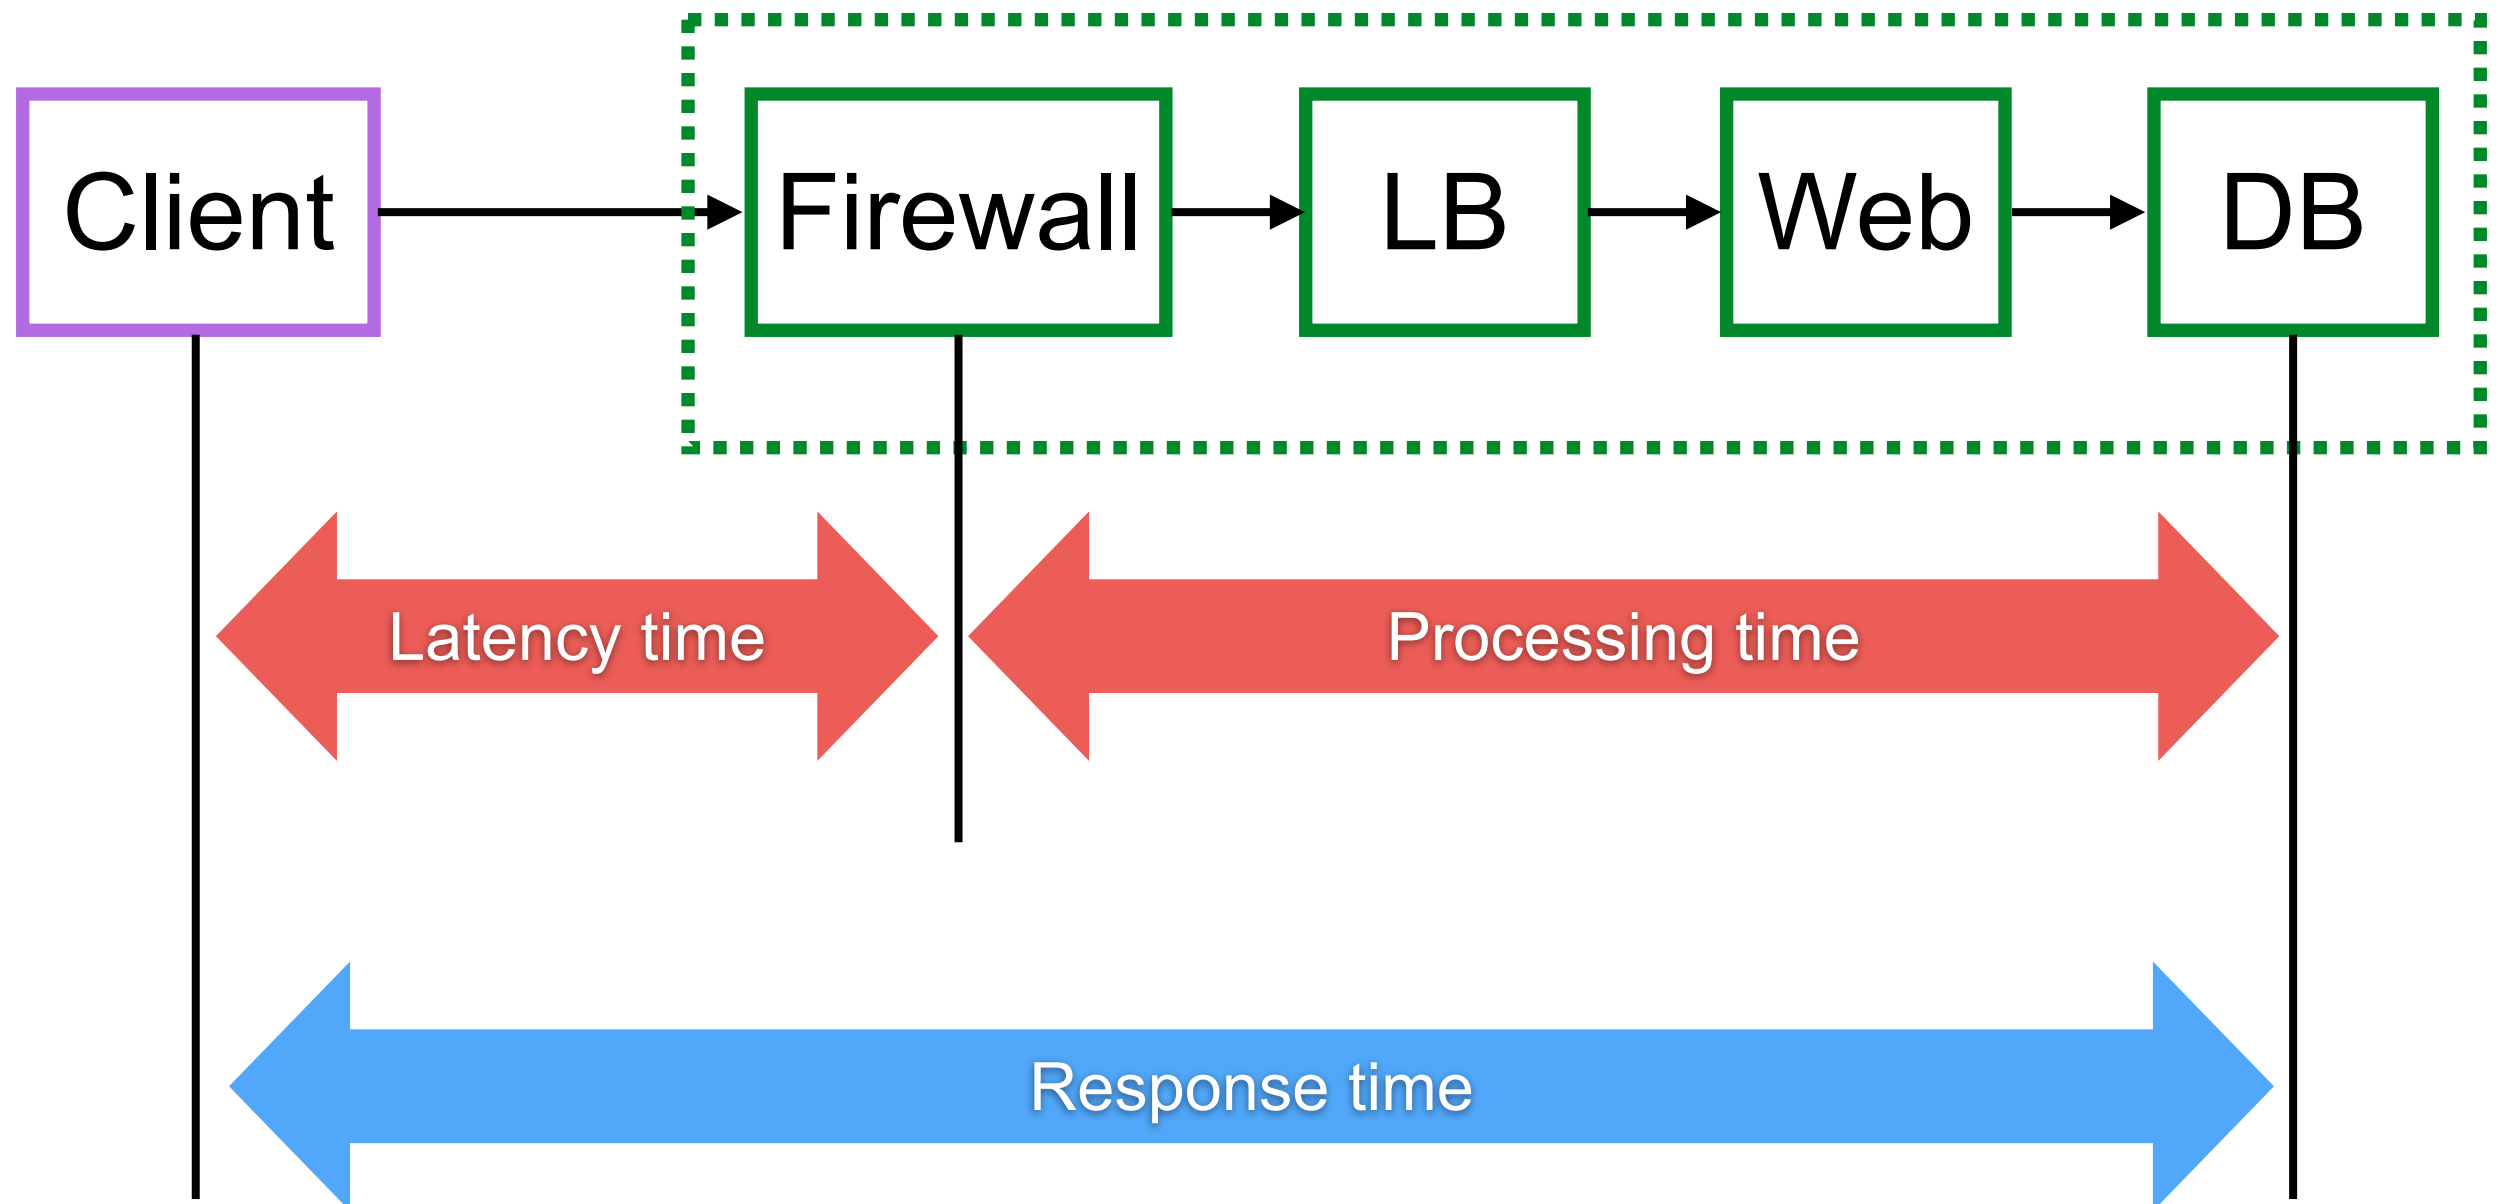 Client
Firewall
LB
Web
DB
Latency time
Processing time
Response time